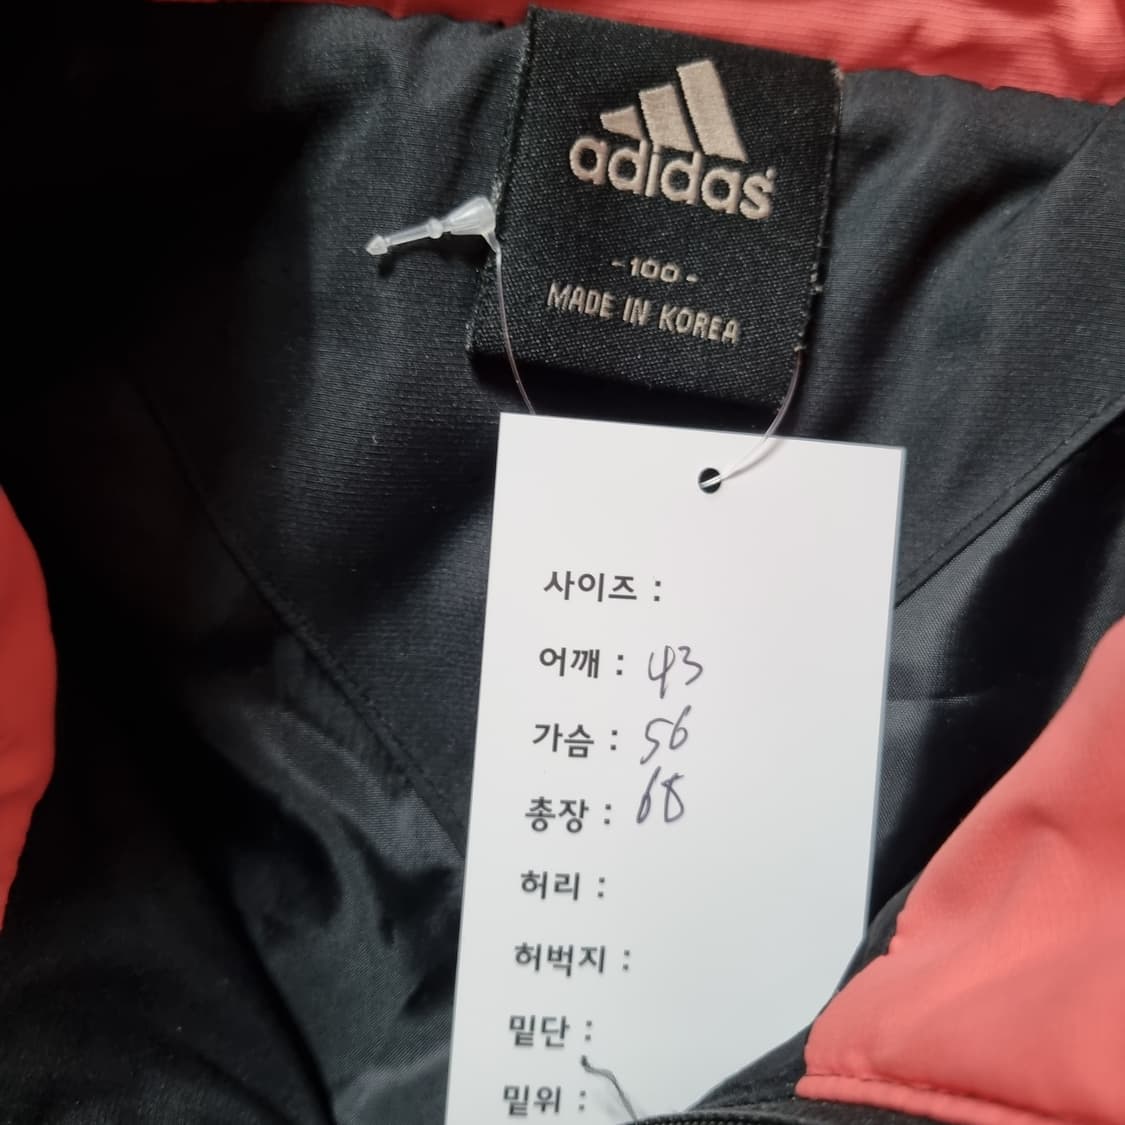 adidas
- 100 -
MADE IN KOREA
사이즈 :
어깨 : 43
가슴 : 56
총장 : 68
허리 :
허벅지 :
밑단 :
밑위 :